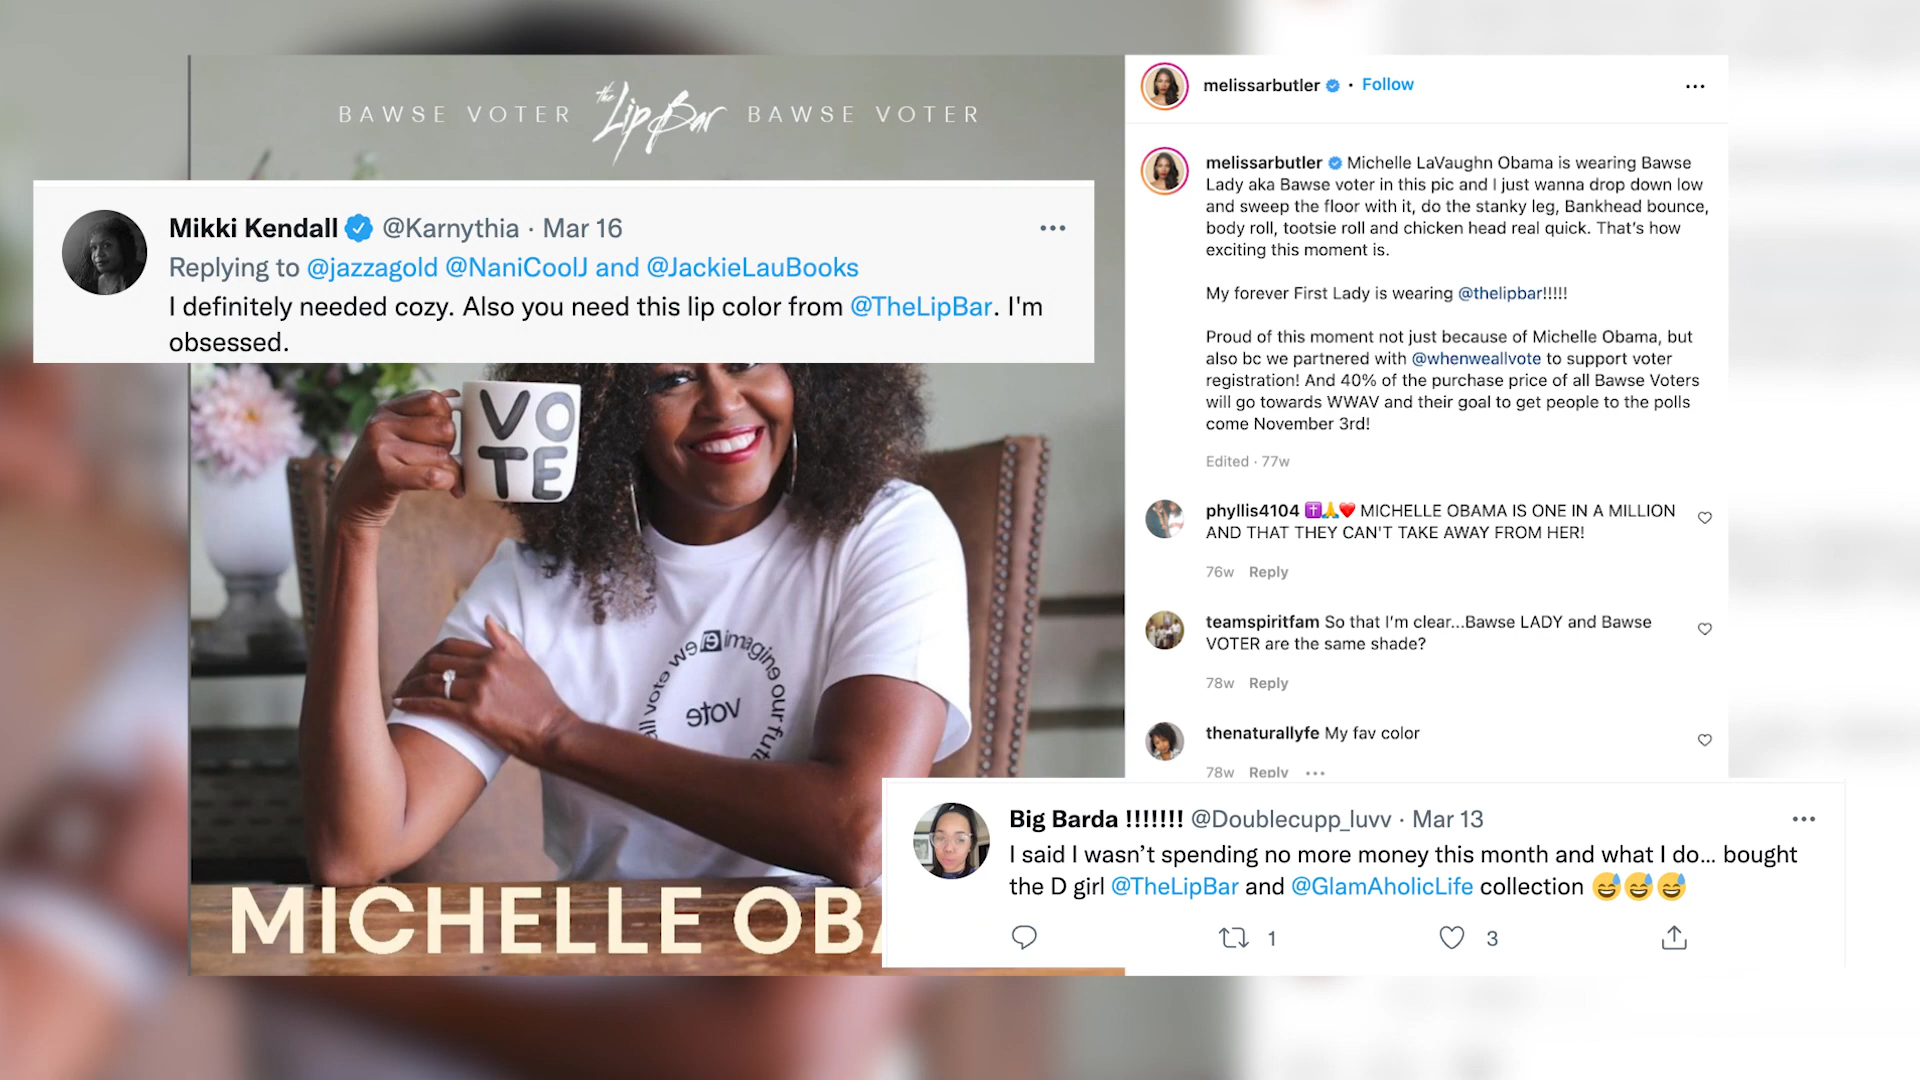 BAWSE VOTER the Lip Bar BAWSE VOTER
Mikki Kendall @Karnythia · Mar 16
Replying to @jazzagold @NaniCoolJ and @JackieLauBooks
I definitely needed cozy. Also you need this lip color from @TheLipBar. I'm
obsessed.
VO
TE
all vote we e imagine our futu
vote
MICHELLE OBA
melissarbutler · Follow
melissarbutler Michelle LaVaughn Obama is wearing Bawse
Lady aka Bawse voter in this pic and I just wanna drop down low
and sweep the floor with it, do the stanky leg, Bankhead bounce,
body roll, tootsie roll and chicken head real quick. That’s how
exciting this moment is.
My forever First Lady is wearing @thelipbar!!!!!
Proud of this moment not just because of Michelle Obama, but
also bc we partnered with @whenweallvote to support voter
registration! And 40% of the purchase price of all Bawse Voters
will go towards WWAV and their goal to get people to the polls
come November 3rd!
Edited · 77w
phyllis4104 ✝️🙏❤️ MICHELLE OBAMA IS ONE IN A MILLION
AND THAT THEY CAN'T TAKE AWAY FROM HER!
76w Reply
teamspiritfam So that I’m clear...Bawse LADY and Bawse
VOTER are the same shade?
78w Reply
thenaturallyfe My fav color
78w Reply
Big Barda !!!!!!! @Doublecupp_luvv · Mar 13
I said I wasn’t spending no more money this month and what I do... bought
the D girl @TheLipBar and @GlamAholicLife collection 😅😅😅
1
3